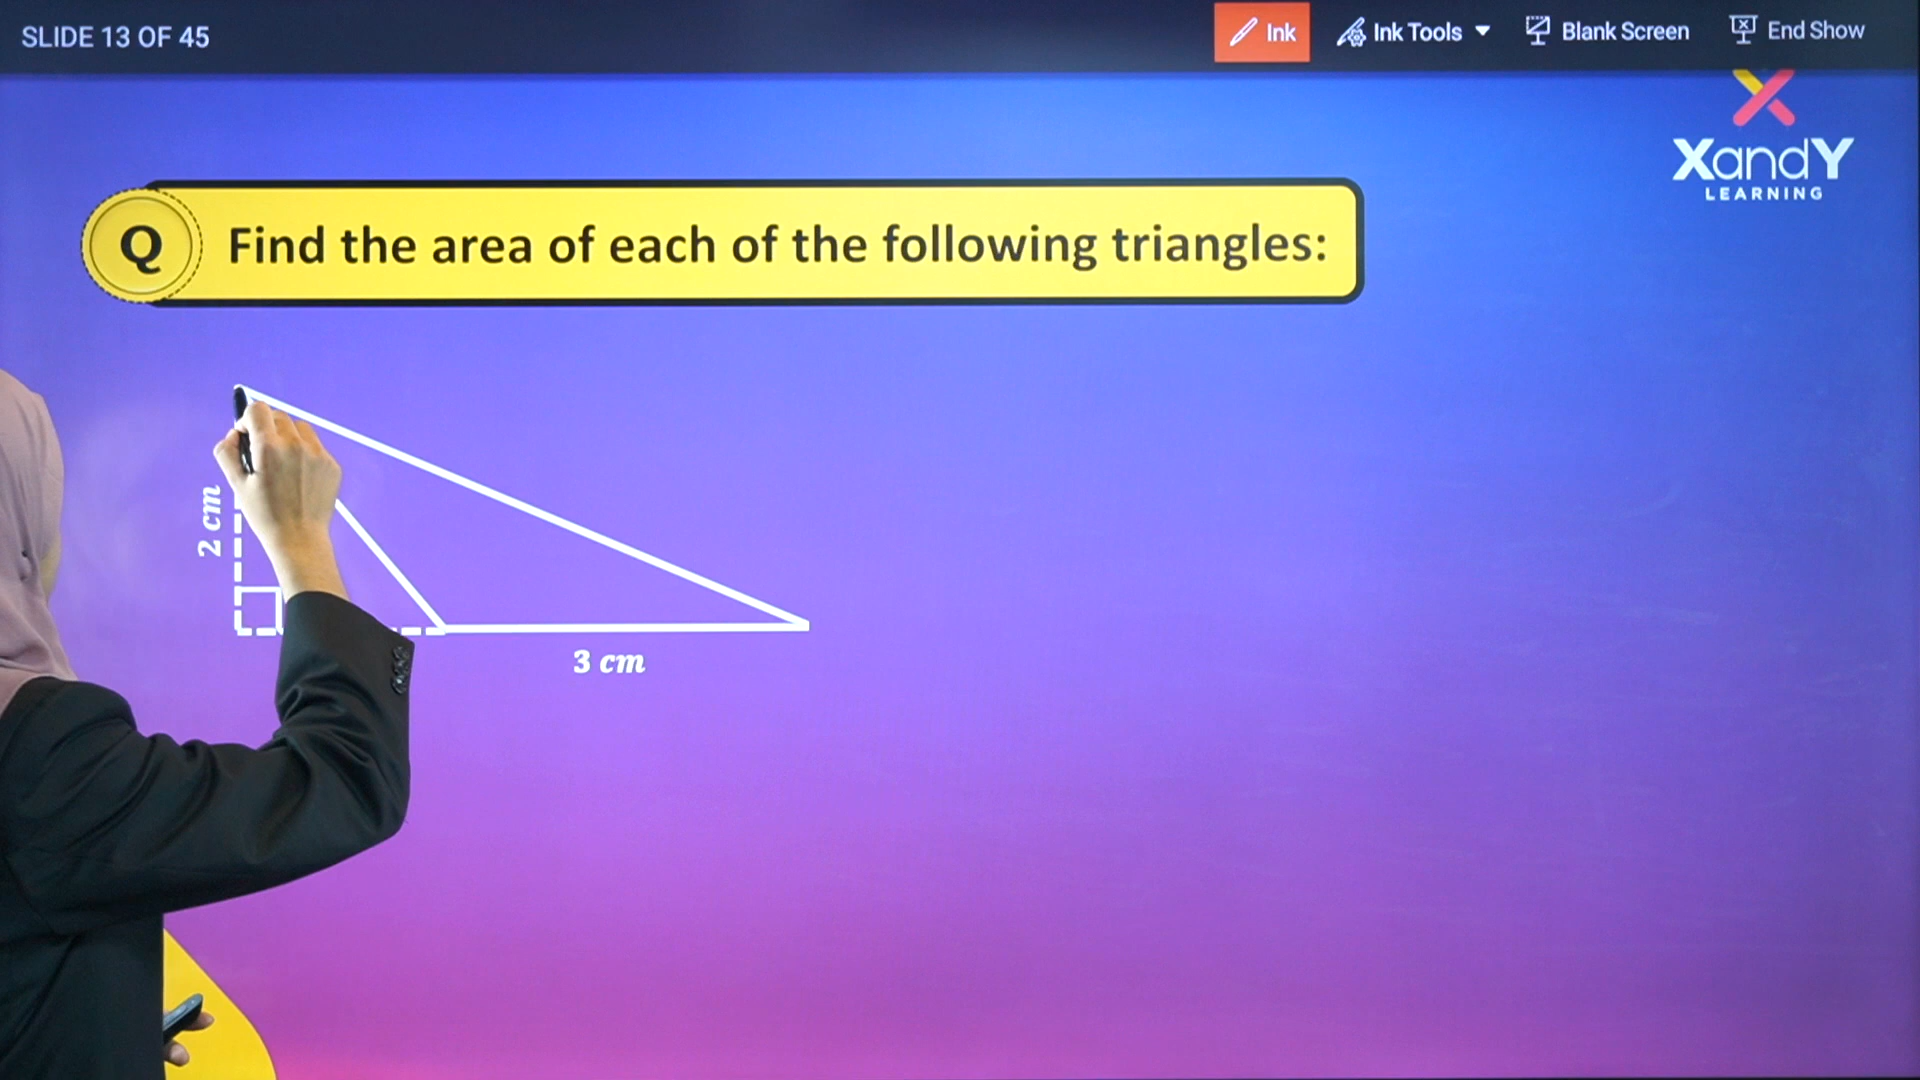 SLIDE 13 OF 45
Ink
Ink Tools
Blank Screen
End Show
XandY
LEARNING
Q
Find the area of each of the following triangles:
2 cm
3 cm